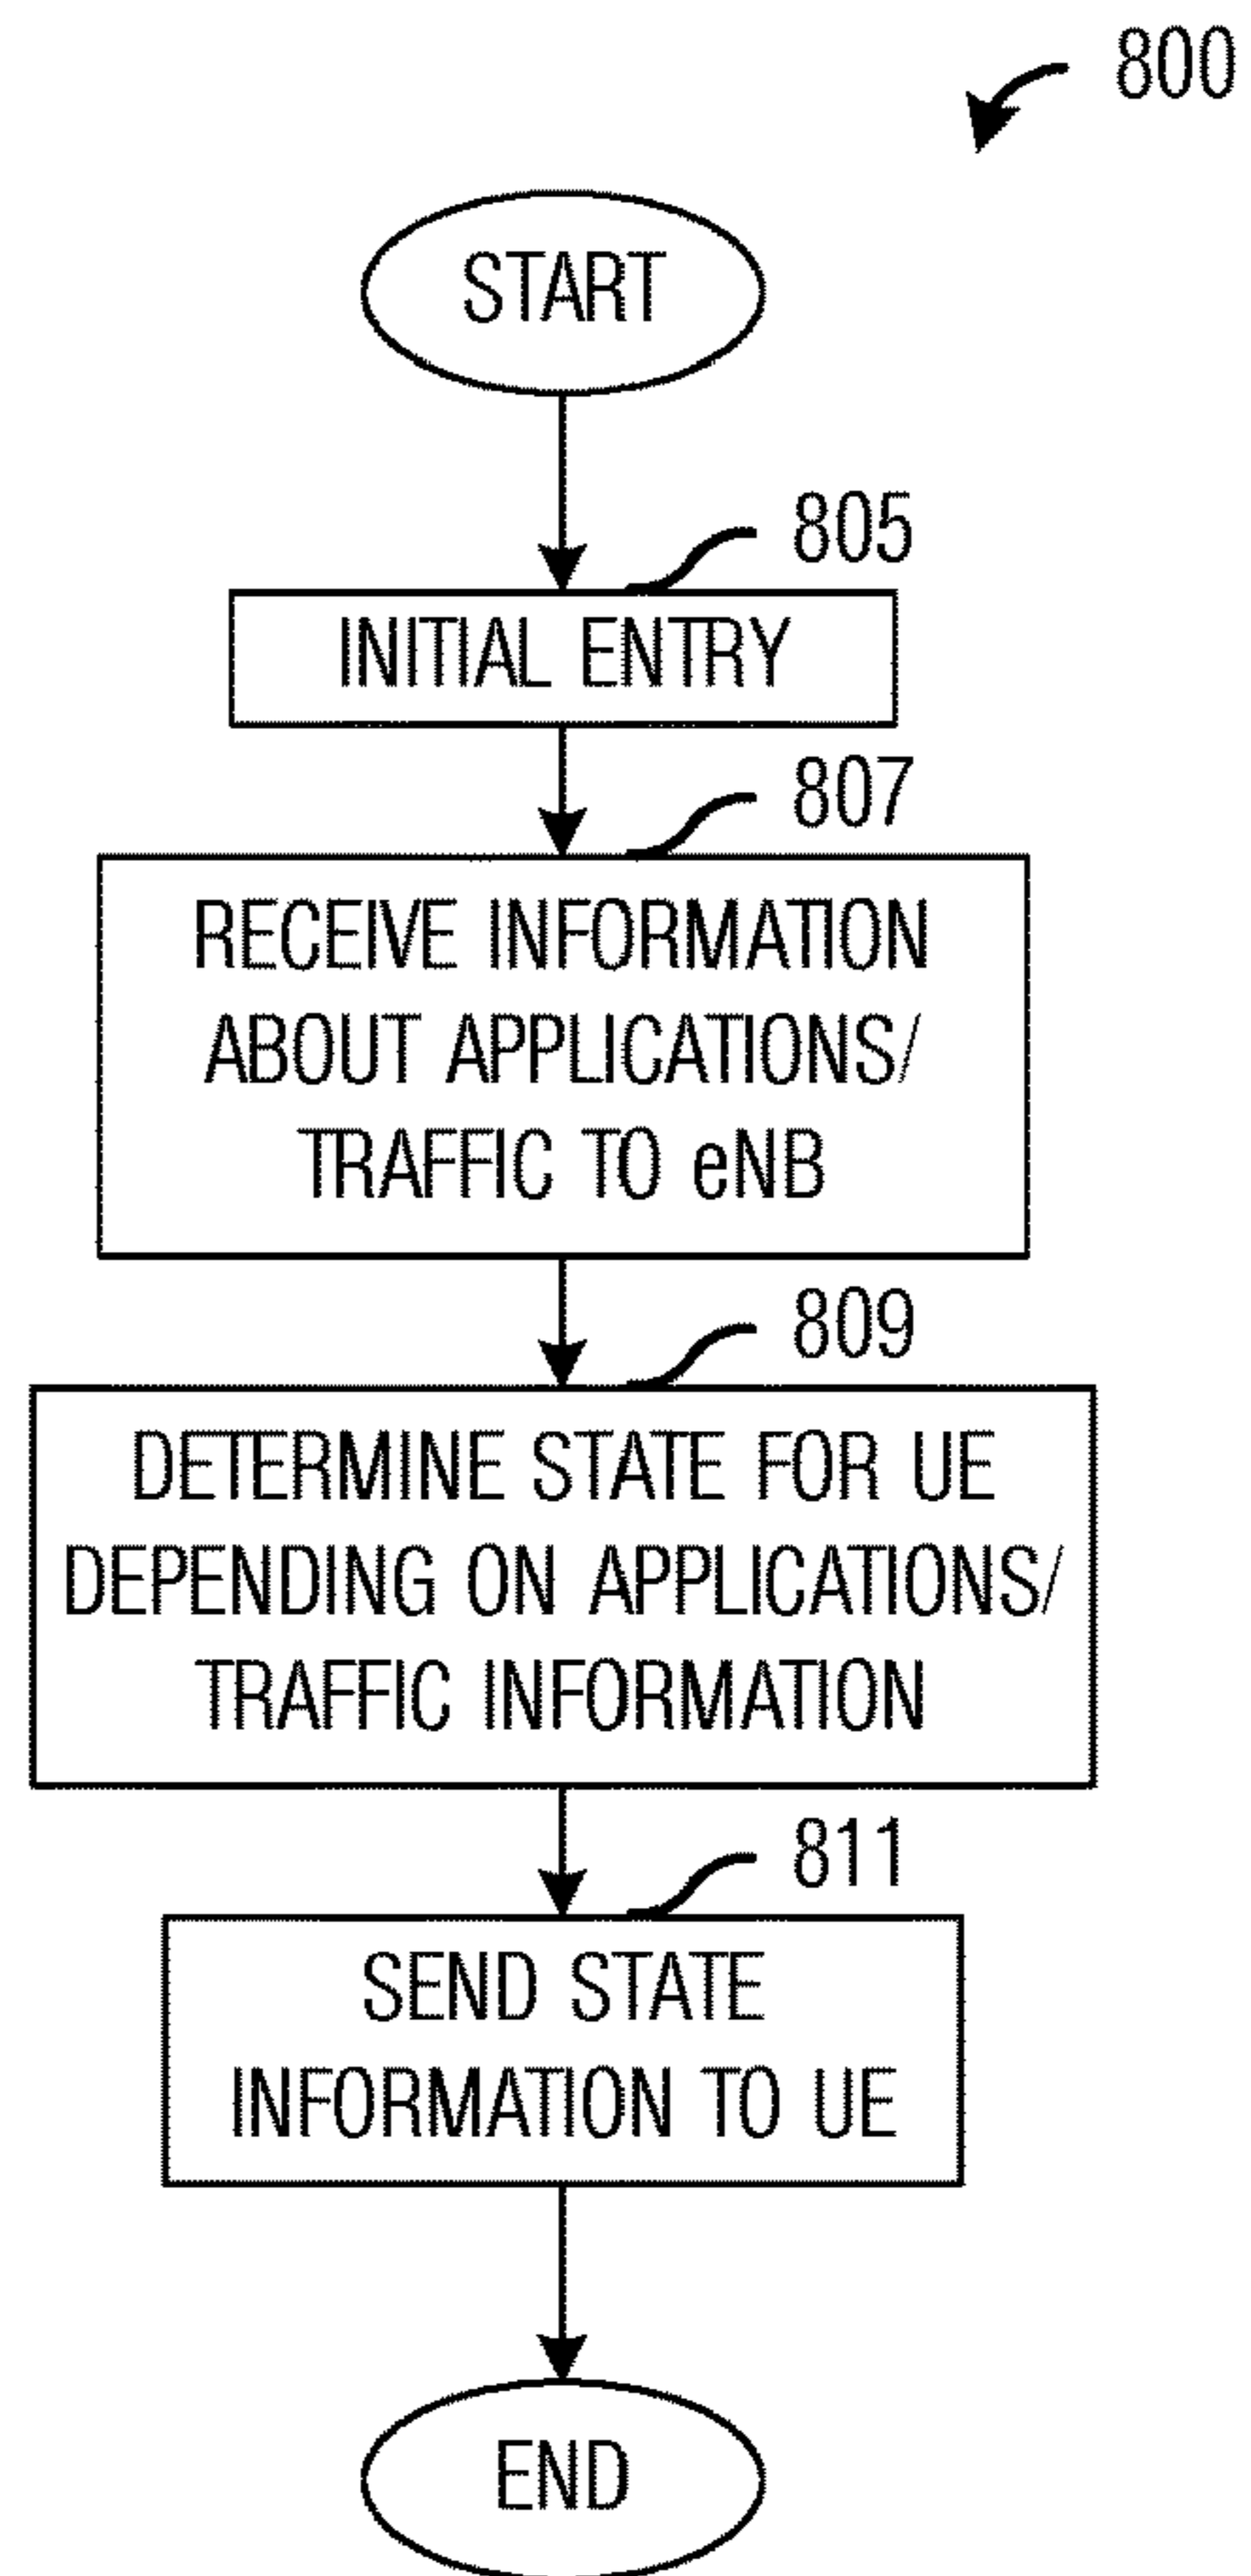 800
START
805
INITIAL ENTRY
807
RECEIVE INFORMATION
ABOUT APPLICATIONS/
TRAFFIC TO eNB
809
DETERMINE STATE FOR UE
DEPENDING ON APPLICATIONS/
TRAFFIC INFORMATION
811
SEND STATE
INFORMATION TO UE
END